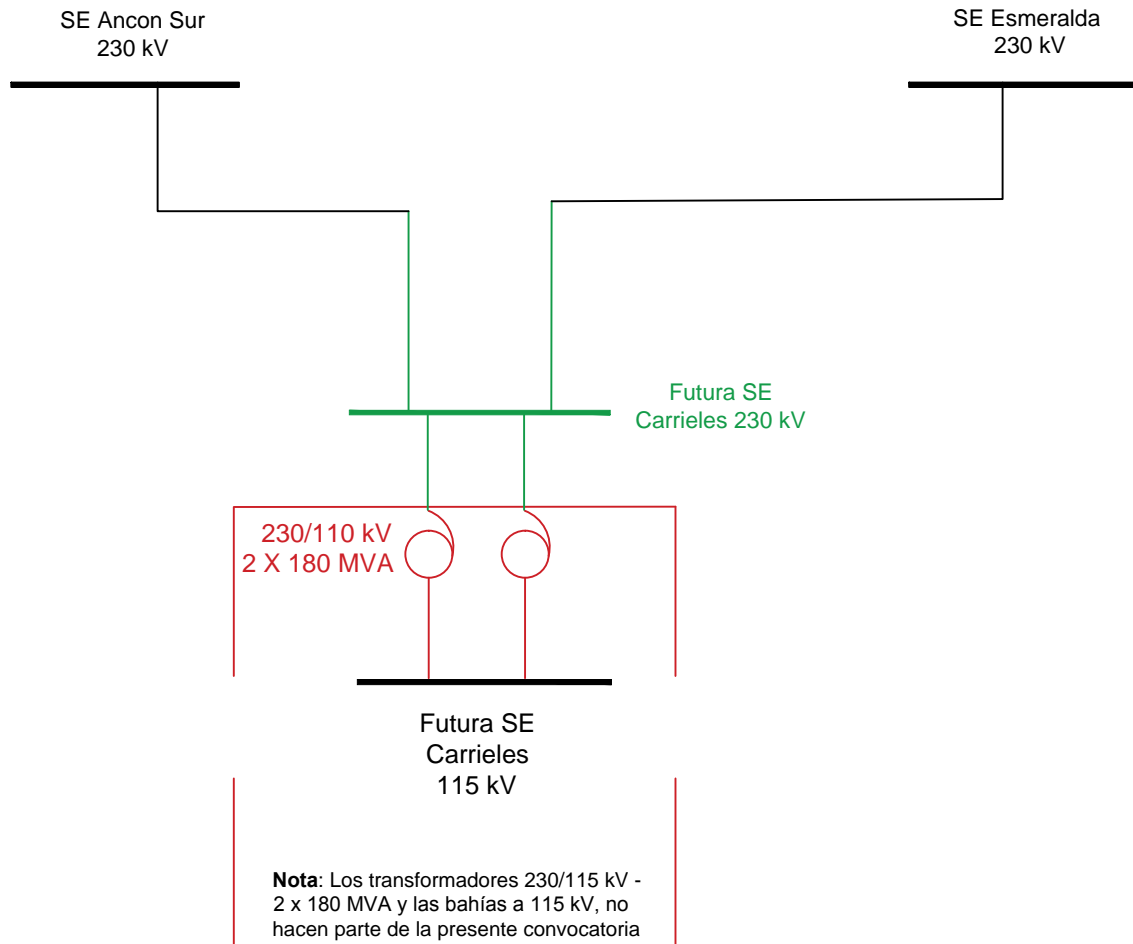 SE Ancon Sur
230 kV
SE Esmeralda
230 kV
Futura SE
Carrieles 230 kV
230/110 kV
2 X 180 MVA
Futura SE
Carrieles
115 kV
Nota: Los transformadores 230/115 kV -
2 x 180 MVA y las bahías a 115 kV, no
hacen parte de la presente convocatoria